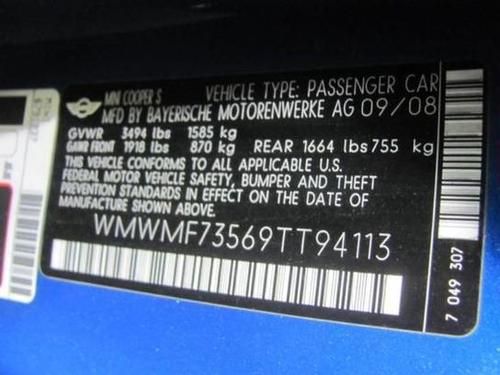 MINI COOPER S VEHICLE TYPE: PASSENGER CAR
MFD BY BAYERISCHE MOTORENWERKE AG 09/08
GVWR 3494 lbs 1585 kg
GAWR FRONT 1918 lbs 870 kg REAR 1664 lbs 755 kg
THIS VEHICLE CONFORMS TO ALL APPLICABLE U.S.
FEDERAL MOTOR VEHICLE SAFETY, BUMPER AND THEFT
PREVENTION STANDARDS IN EFFECT ON THE DATE OF
MANUFACTURE SHOWN ABOVE.
WMWMF73569TT94113
7 049 307